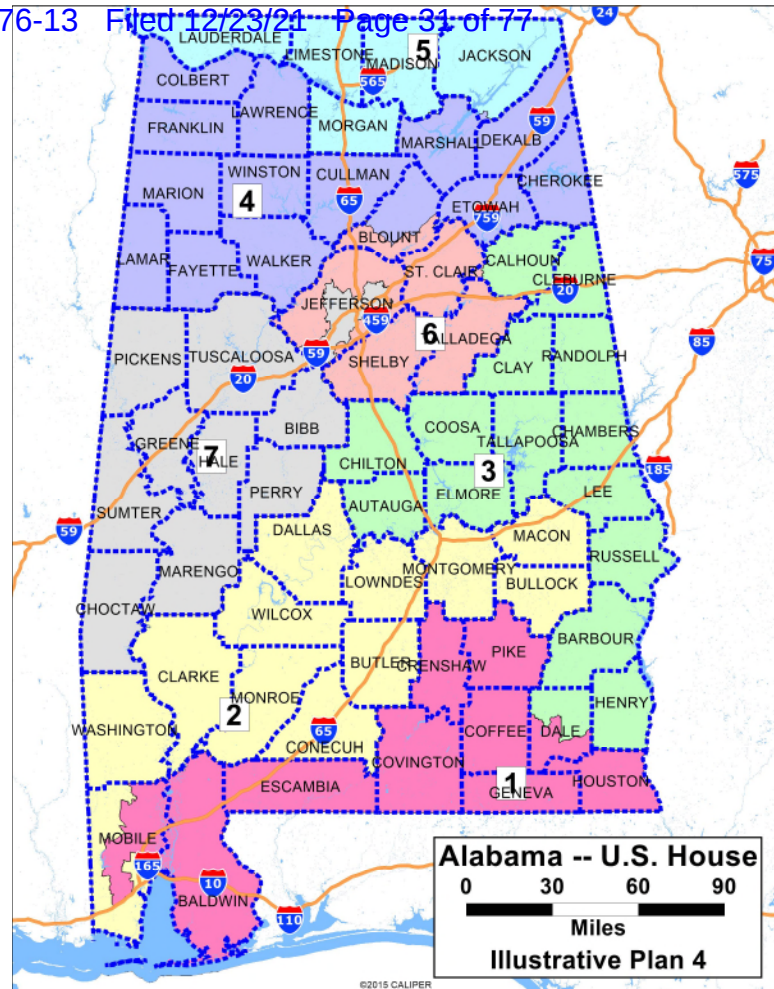 76-13 Filed 12/23/21 Page 31 of 77
24
LAUDERDALE
LIMESTONE
5
MADISON
JACKSON
565
COLBERT
LAWRENCE
FRANKLIN
MORGAN
59
MARSHALL
DEKALB
WINSTON
CULLMAN
575
MARION
4
65
CHEROKEE
ETOWAH
759
BLOUNT
LAMAR
FAYETTE
WALKER
ST. CLAIR
CALHOUN
75
CLEBURNE
20
JEFFERSON
459
6
TALLADEGA
85
PICKENS
TUSCALOOSA
59
SHELBY
CLAY
RANDOLPH
20
BIBB
COOSA
CHAMBERS
TALLAPOOSA
GREENE
7
HALE
CHILTON
3
185
PERRY
ELMORE
LEE
SUMTER
AUTAUGA
59
DALLAS
MACON
RUSSELL
MARENGO
MONTGOMERY
LOWNDES
BULLOCK
CHOCTAW
WILCOX
BARBOUR
PIKE
BUTLER
CRENSHAW
CLARKE
MONROE
HENRY
2
WASHINGTON
65
COFFEE
DALE
CONECUH
COVINGTON
ESCAMBIA
1
HOUSTON
GENEVA
MOBILE
165
10
BALDWIN
110
Alabama -- U.S. House
0 30 60 90
Miles
Illustrative Plan 4
©2015 CALIPER